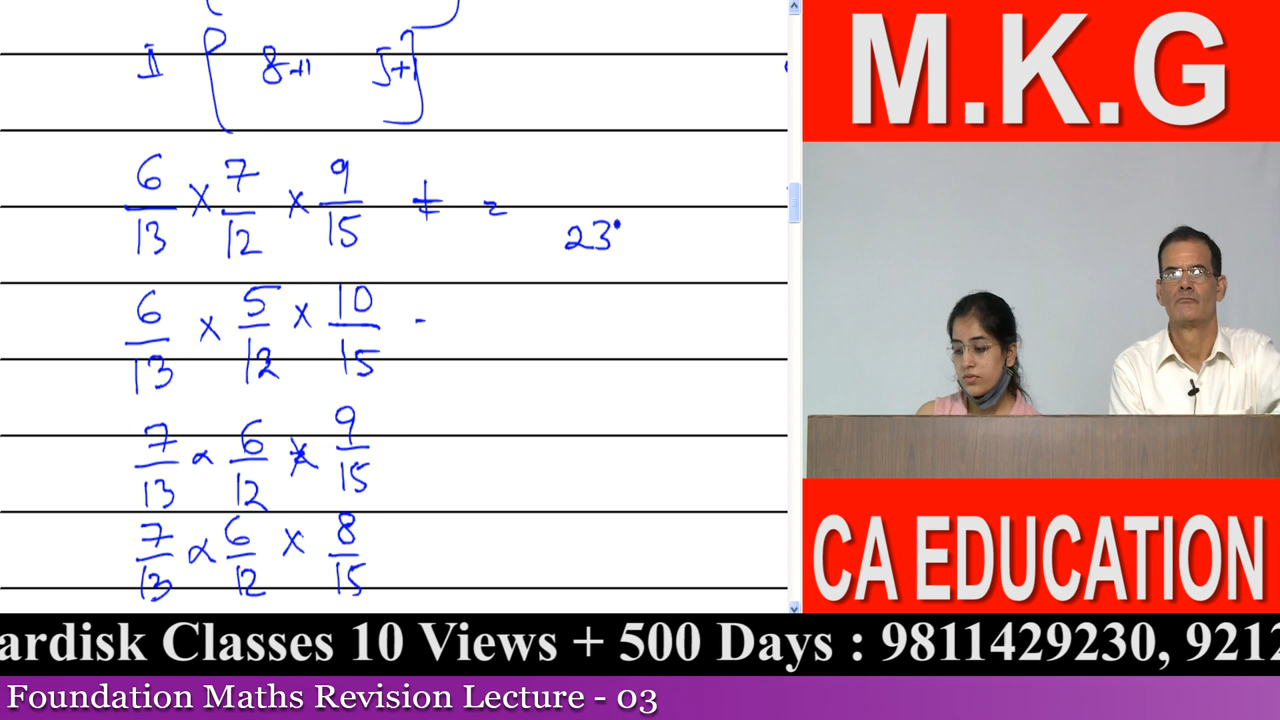 I [ 8+1 5+1 ]
6/13 × 7/12 × 9/15 + =
23
6/13 × 5/12 × 10/15 -
7/13 × 6/12 × 9/15
7/13 × 6/12 × 8/15
M.K.G
CA EDUCATION
ardisk Classes 10 Views + 500 Days : 9811429230, 9212
Foundation Maths Revision Lecture - 03